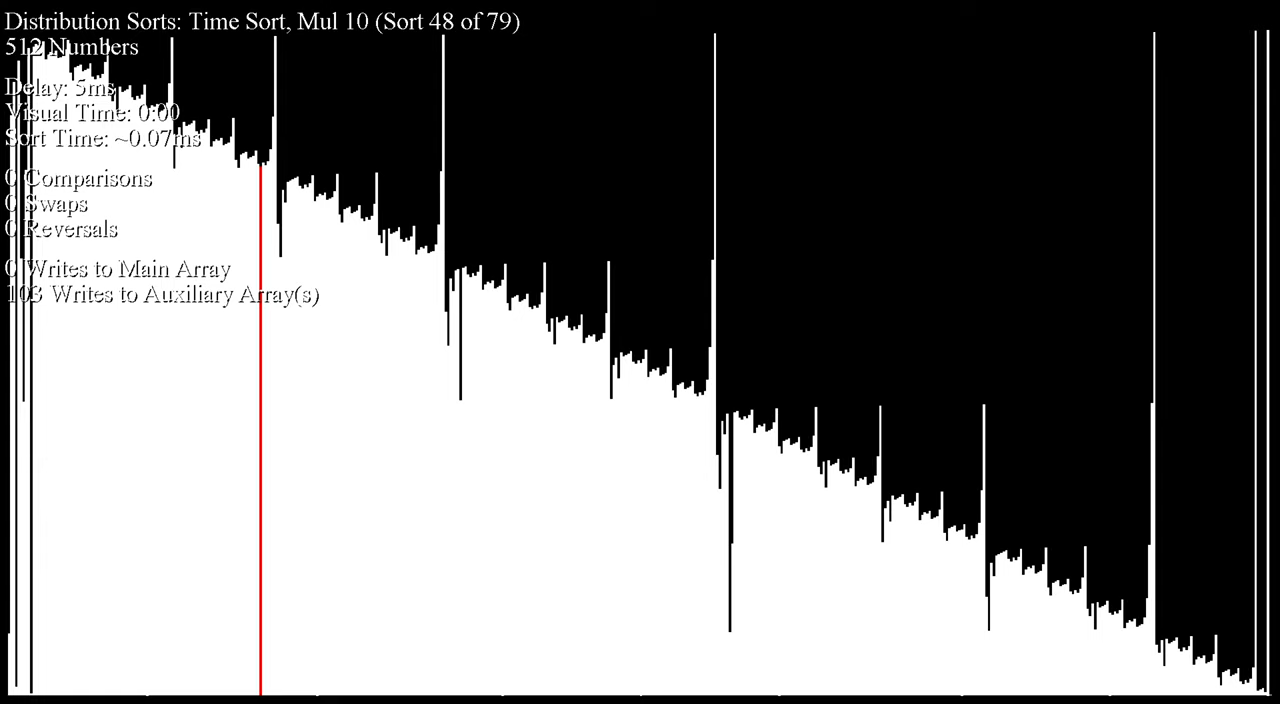 Distribution Sorts: Time Sort, Mul 10 (Sort 48 of 79)
512 Numbers
Delay: 5ms
Visual Time: 0:00
Sort Time: ~0.07ms
0 Comparisons
0 Swaps
0 Reversals
0 Writes to Main Array
103 Writes to Auxiliary Array(s)